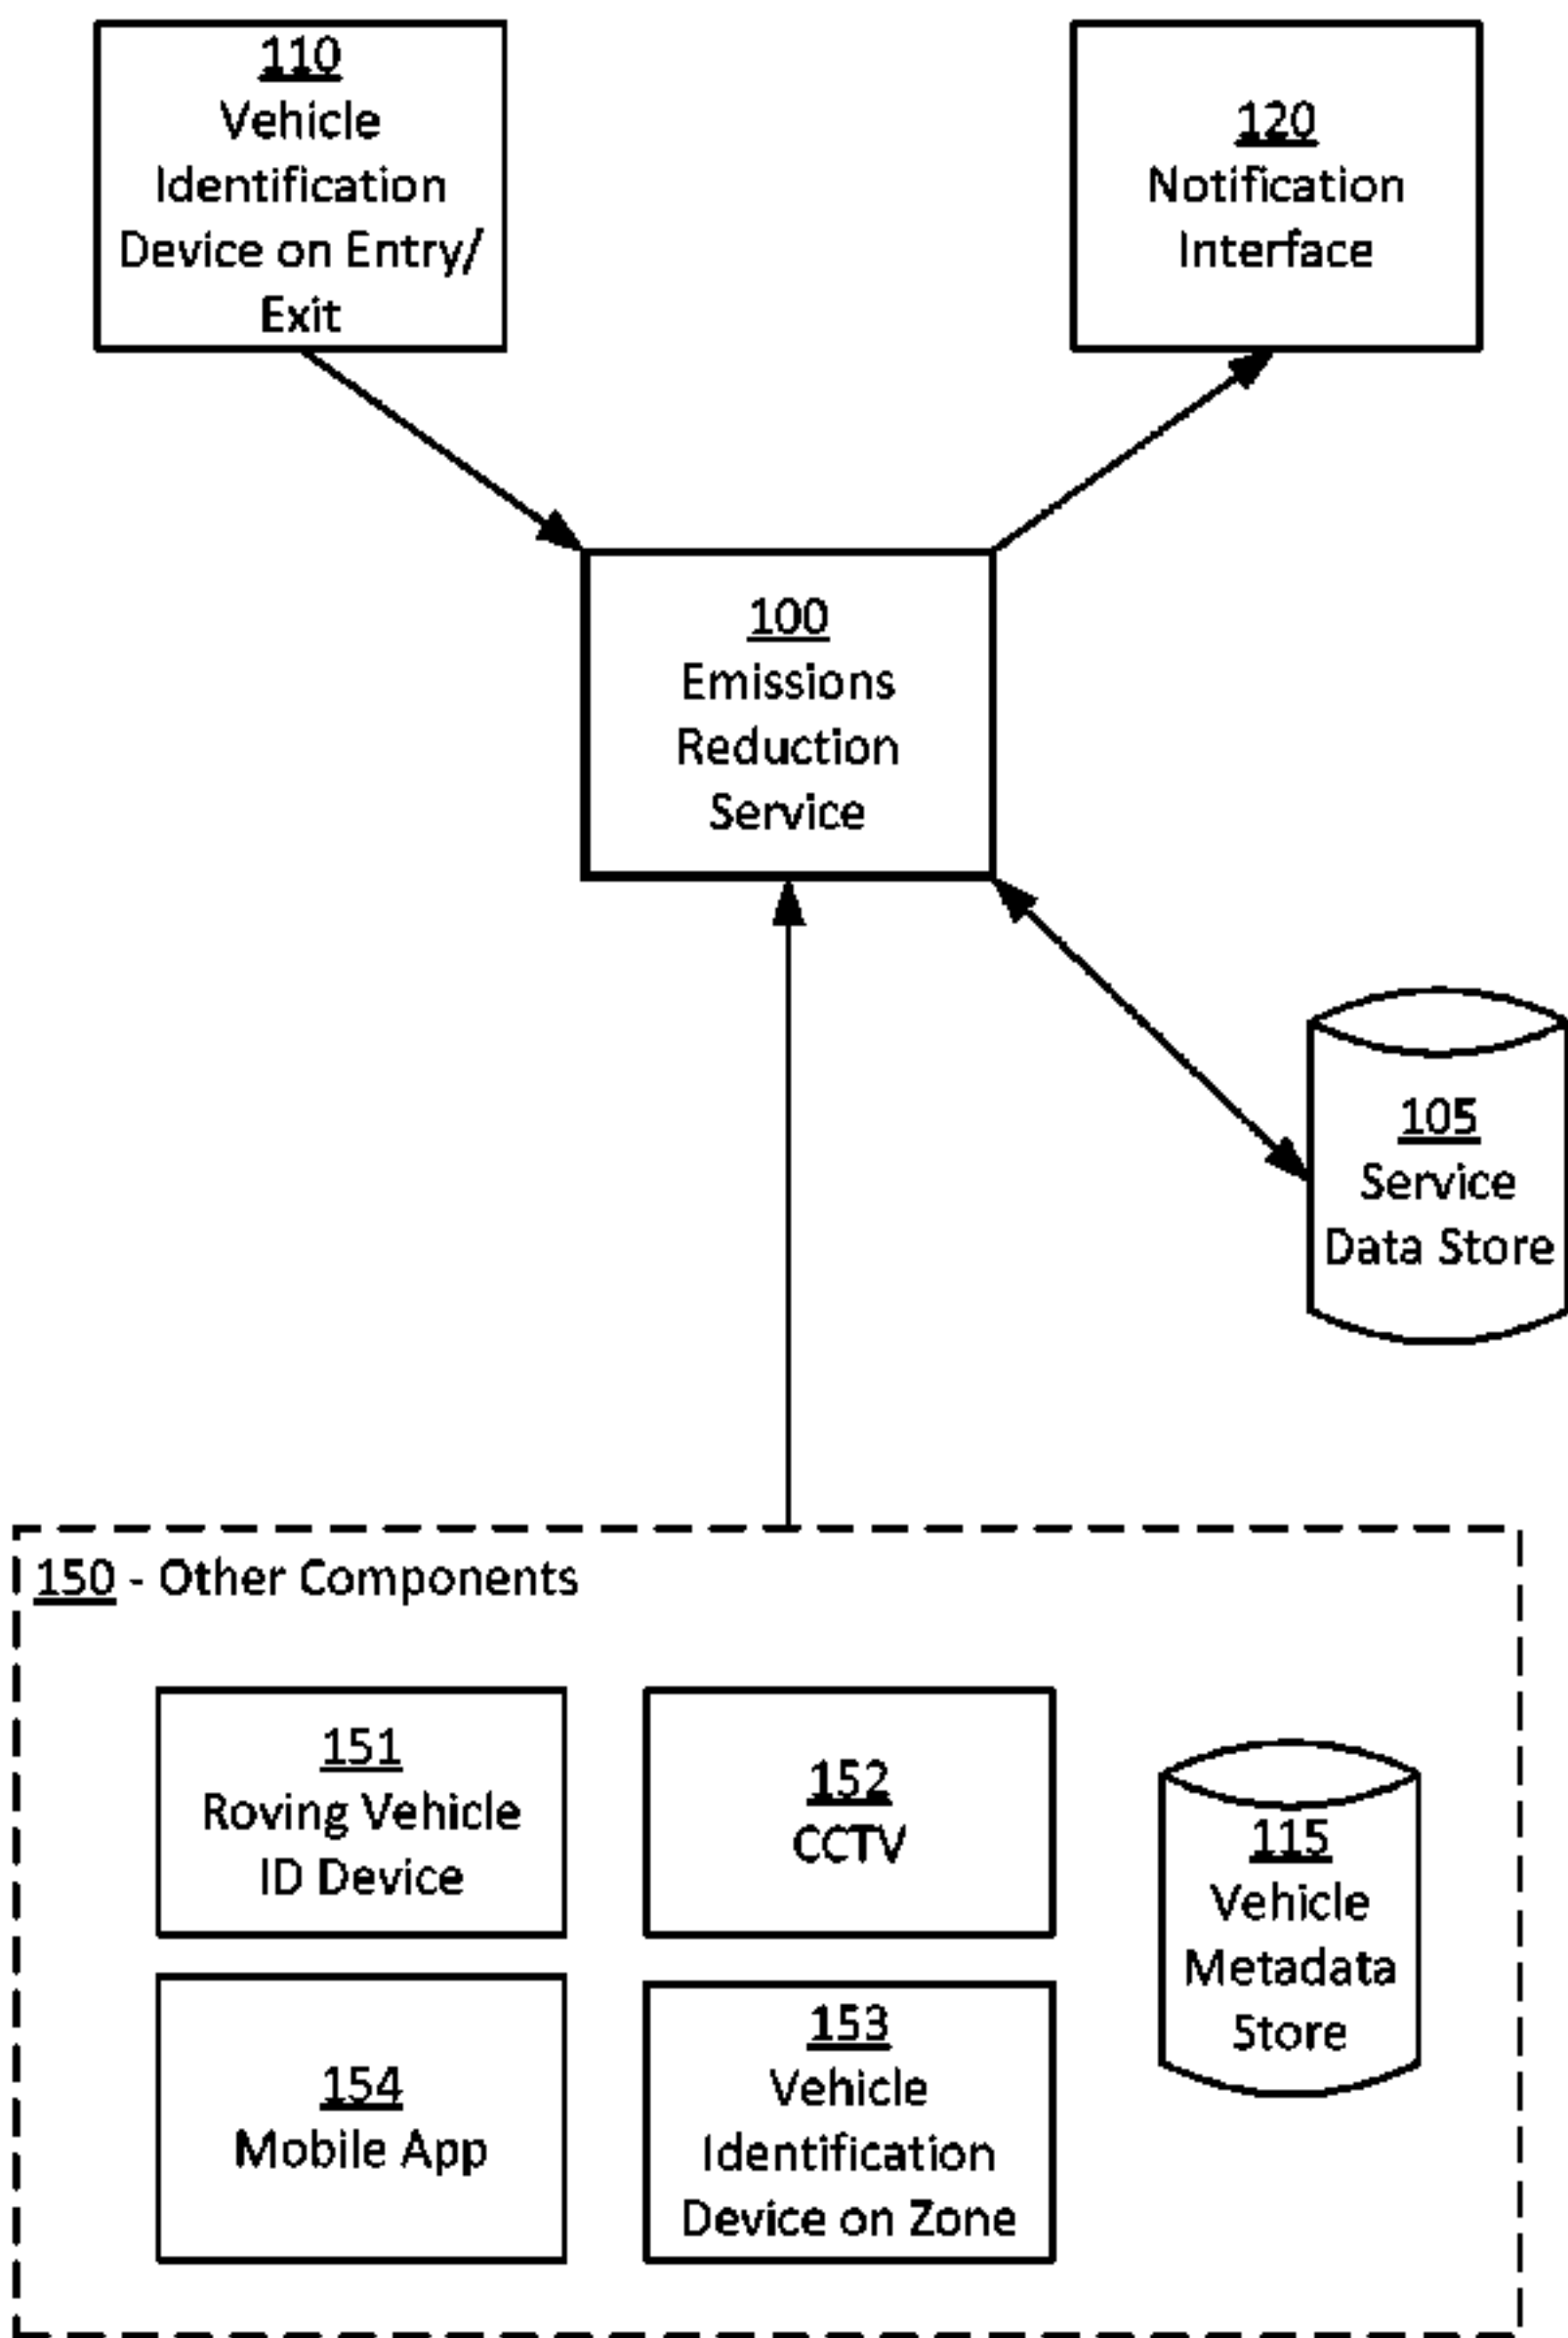 110
Vehicle
Identification
Device on Entry/
Exit
120
Notification
Interface
100
Emissions
Reduction
Service
105
Service
Data Store
150 - Other Components
151
Roving Vehicle
ID Device
152
CCTV
115
Vehicle
Metadata
Store
154
Mobile App
153
Vehicle
Identification
Device on Zone